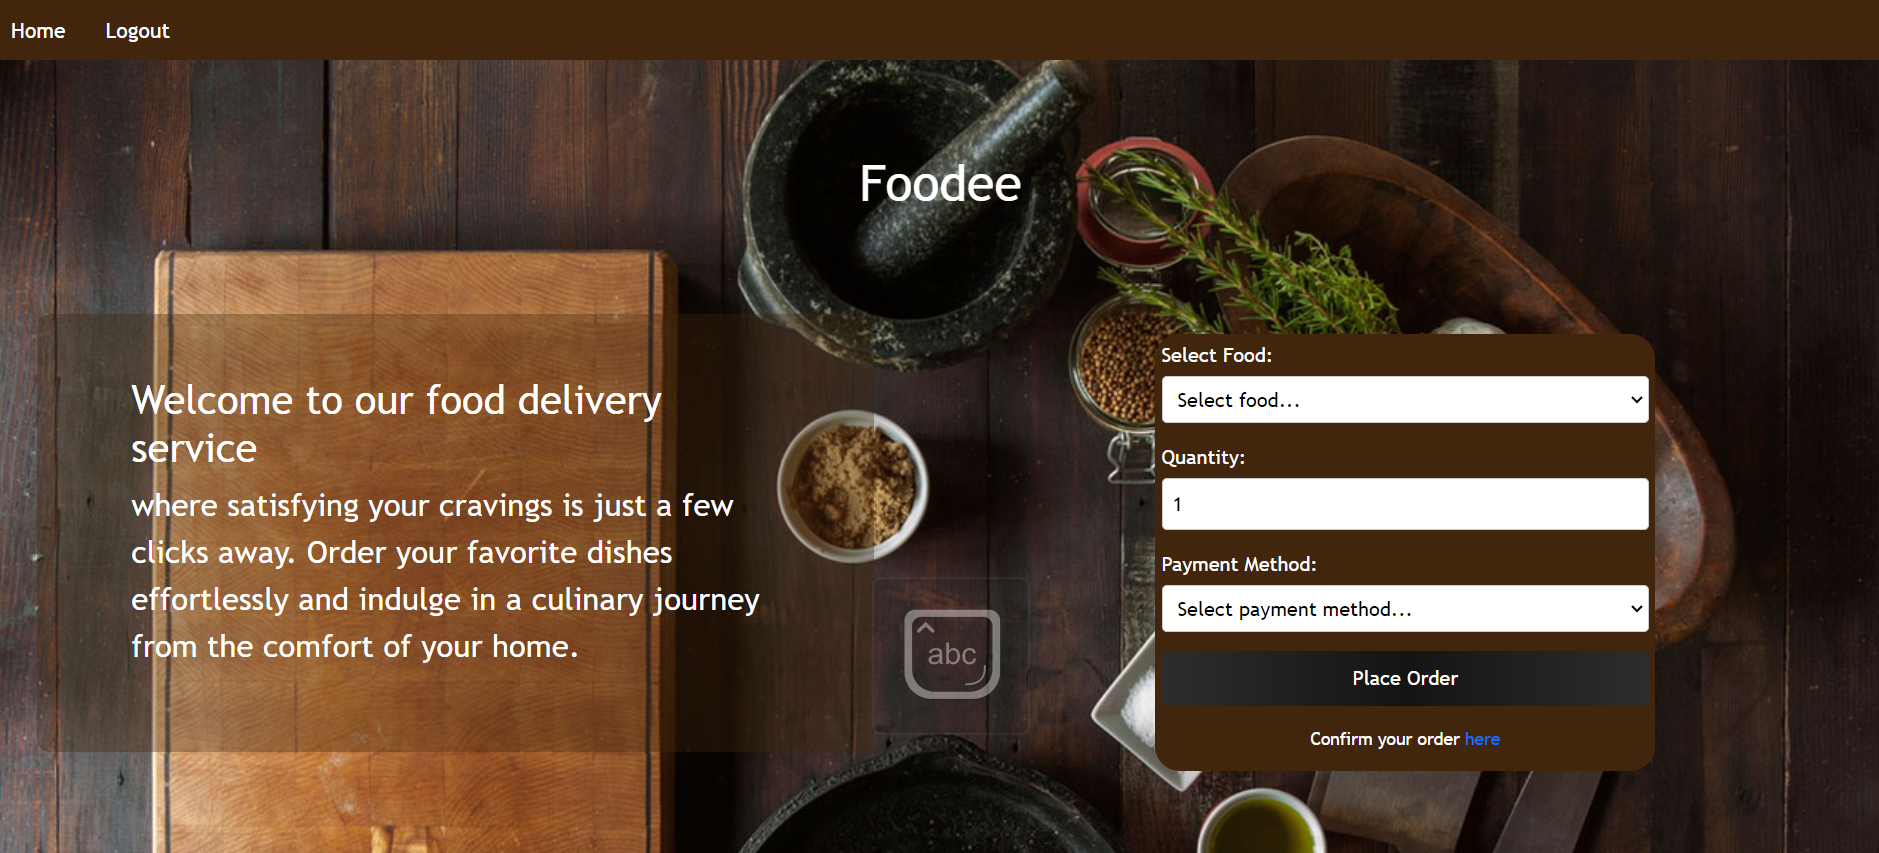 Home Logout
Foodee
Welcome to our food delivery
service
where satisfying your cravings is just a few
clicks away. Order your favorite dishes
effortlessly and indulge in a culinary journey
from the comfort of your home.
abc
Select Food:
Select food...
Quantity:
1
Payment Method:
Select payment method...
Place Order
Confirm your order here